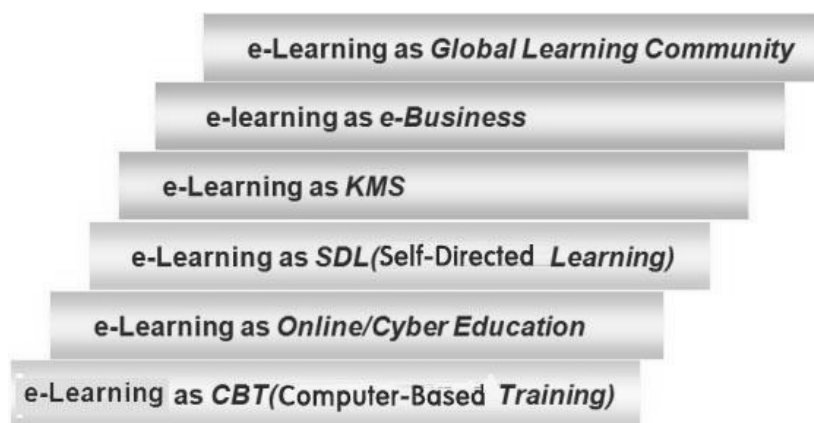 e-Learning as Global Learning Community
e-learning as e-Business
e-Learning as KMS
e-Learning as SDL(Self-Directed Learning)
e-Learning as Online/Cyber Education
e-Learning as CBT(Computer-Based Training)